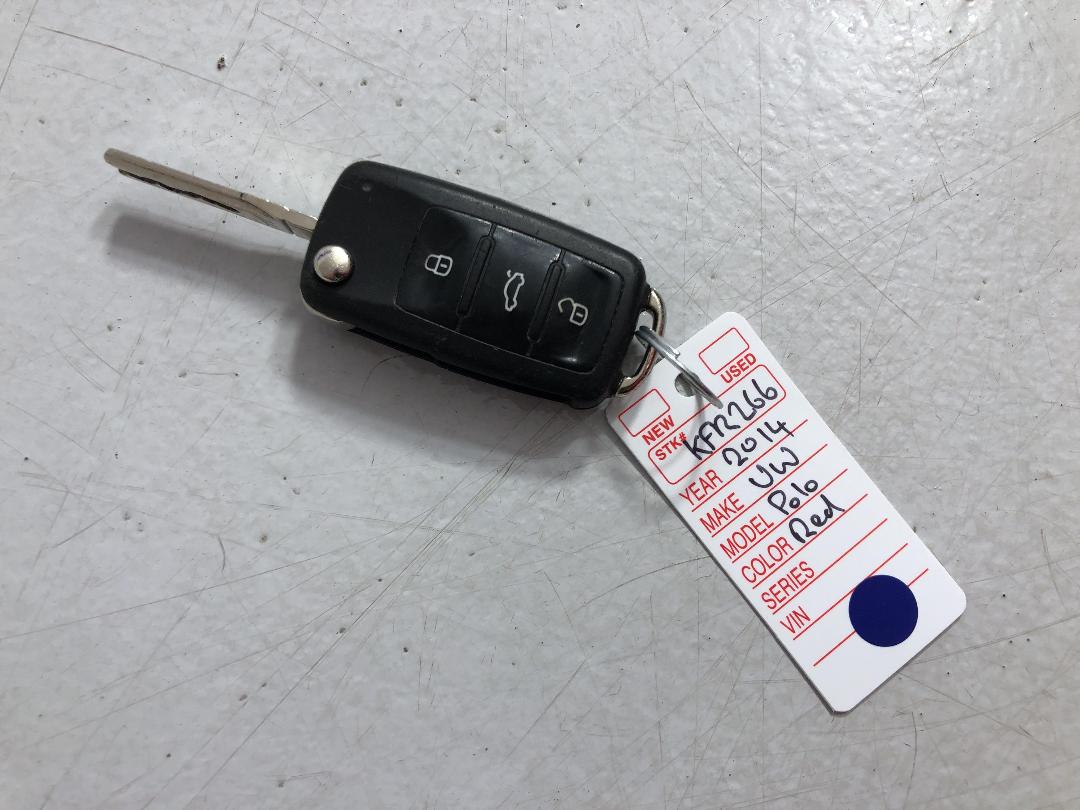 NEW USED
STK# KFR266
YEAR 2014
MAKE VW
MODEL Polo
COLOR Red
SERIES
VIN